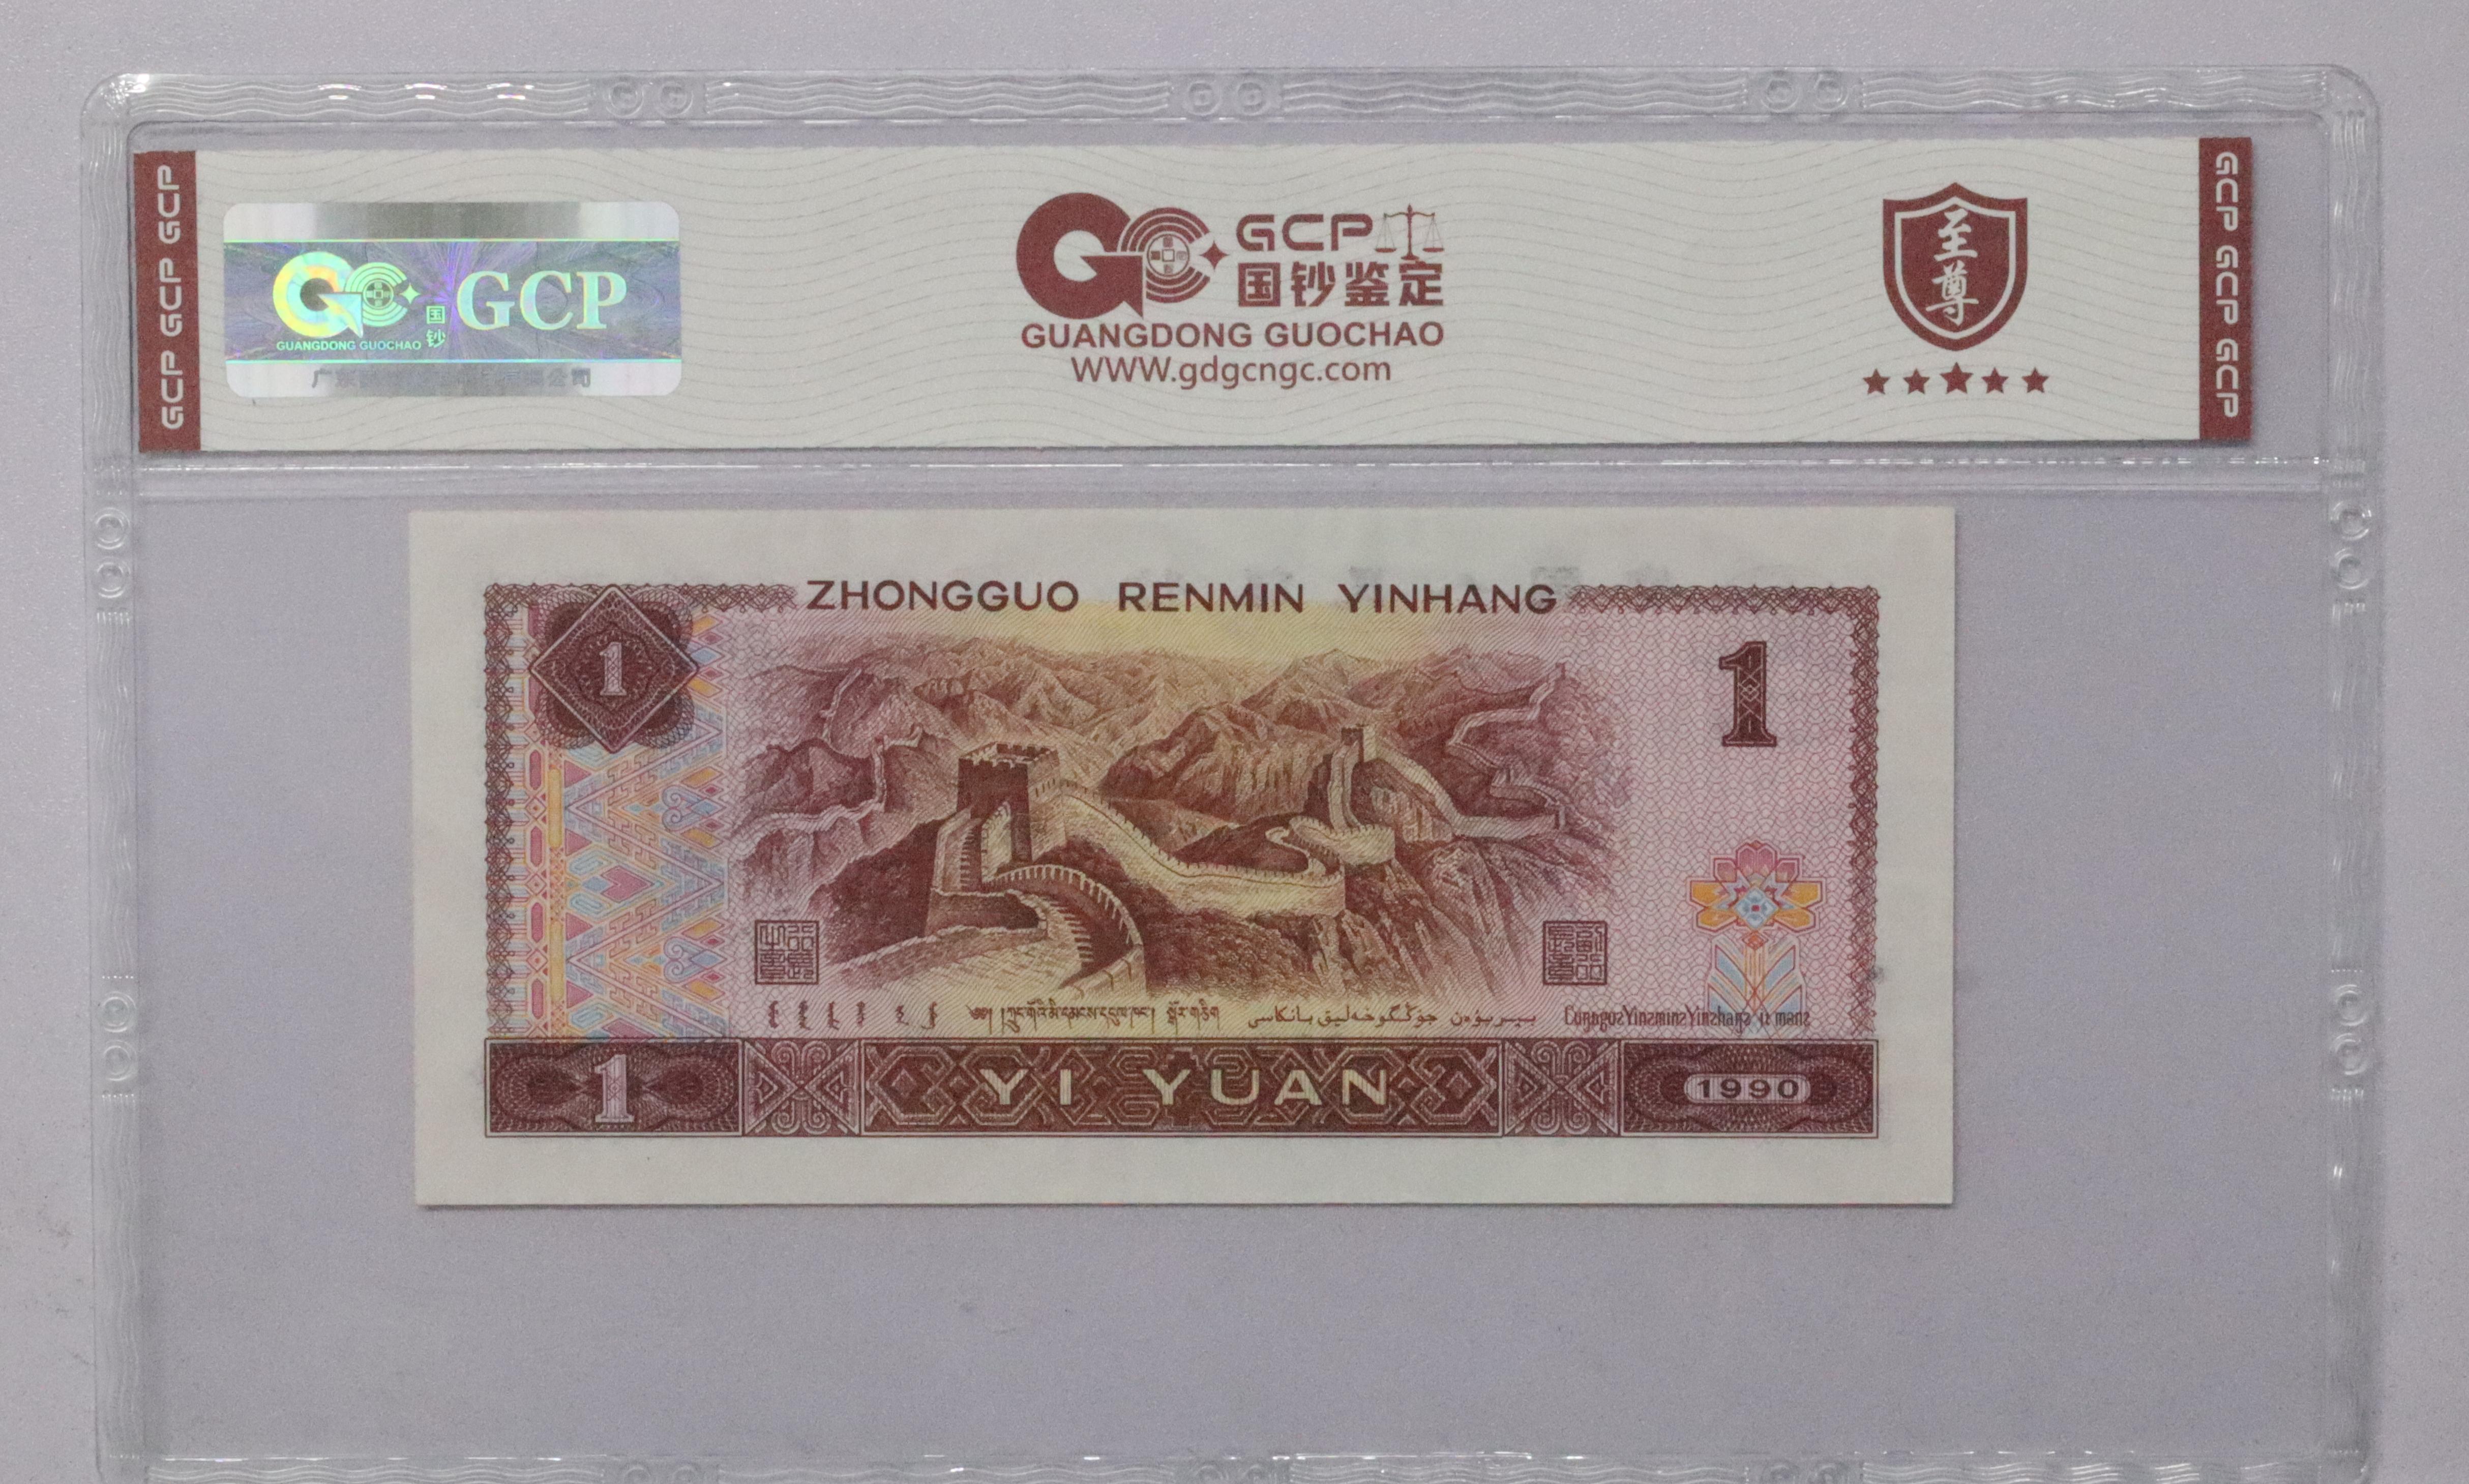 GCP GCP GCP
GCP
国钞
GUANGDONG GUOCHAO
GCP
国钞鉴定
GUANGDONG GUOCHAO
WWW.gdgcngc.com
至尊
GCP GCP GCP
ZHONGGUO RENMIN YINHANG
1
1
1
YI YUAN
1990